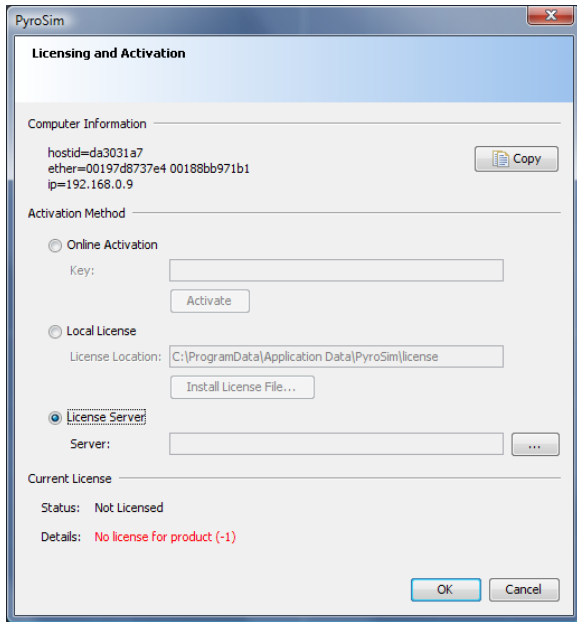 PyroSim
Licensing and Activation
Computer Information
hostid=da3031a7
ether=00197d8737e4 00188bb971b1
ip=192.168.0.9
Copy
Activation Method
Online Activation
Key:
Activate
Local License
License Location: C:\ProgramData\Application Data\PyroSim\license
Install License File...
License Server
Server:
...
Current License
Status: Not Licensed
Details: No license for product (-1)
OK Cancel